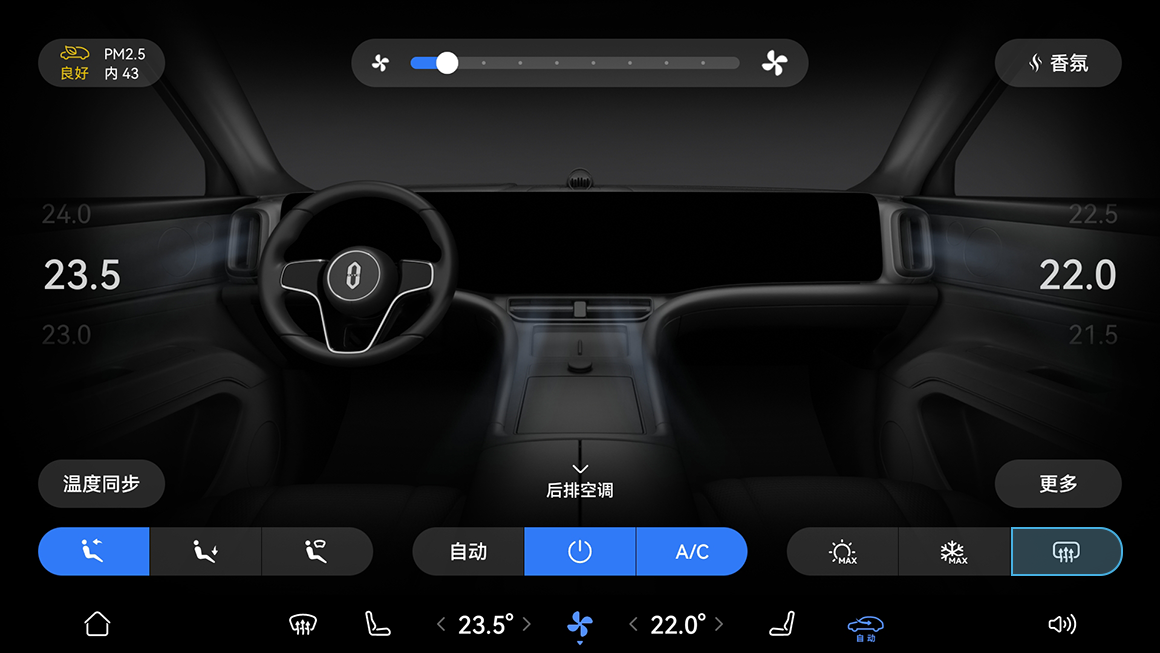 PM2.5
良好 内 43
香氛
24.0
23.5
23.0
22.5
22.0
21.5
温度同步
后排空调
更多
自动
A/C
MAX
MAX
23.5°
22.0°
自动